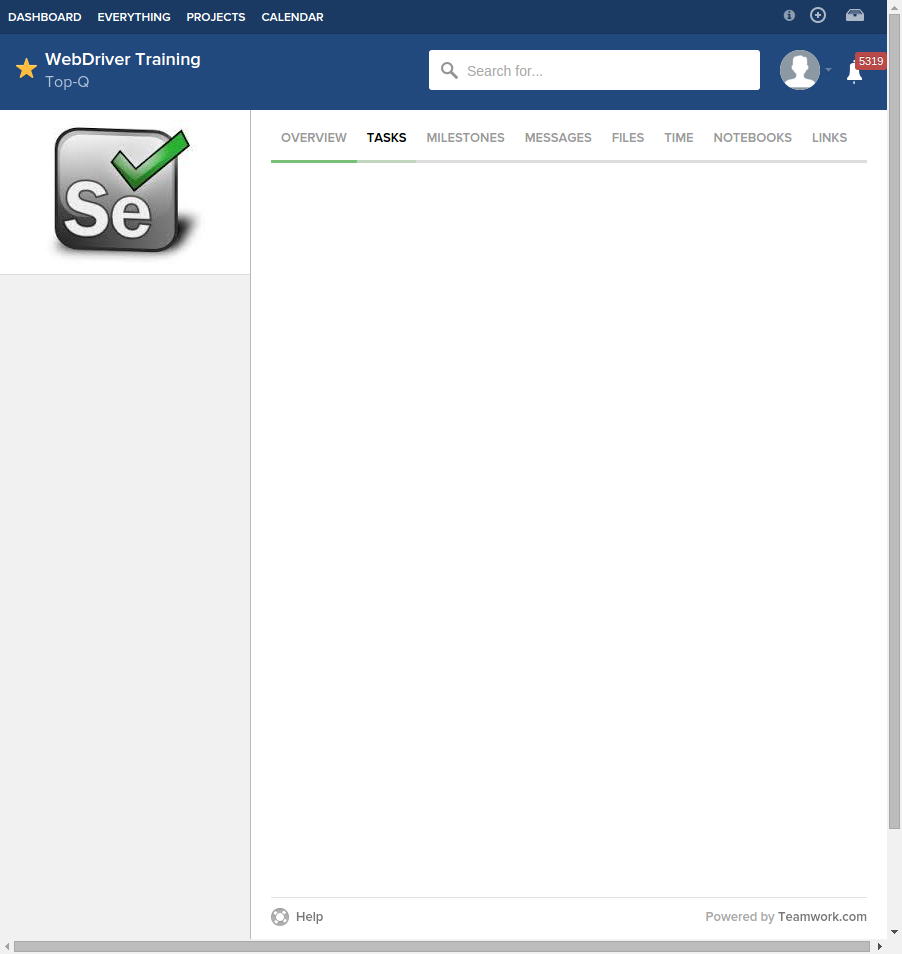 DASHBOARD EVERYTHING PROJECTS CALENDAR
WebDriver Training
Top-Q
Search for...
5319
Se
OVERVIEW TASKS MILESTONES MESSAGES FILES TIME NOTEBOOKS LINKS
Help
Powered by Teamwork.com